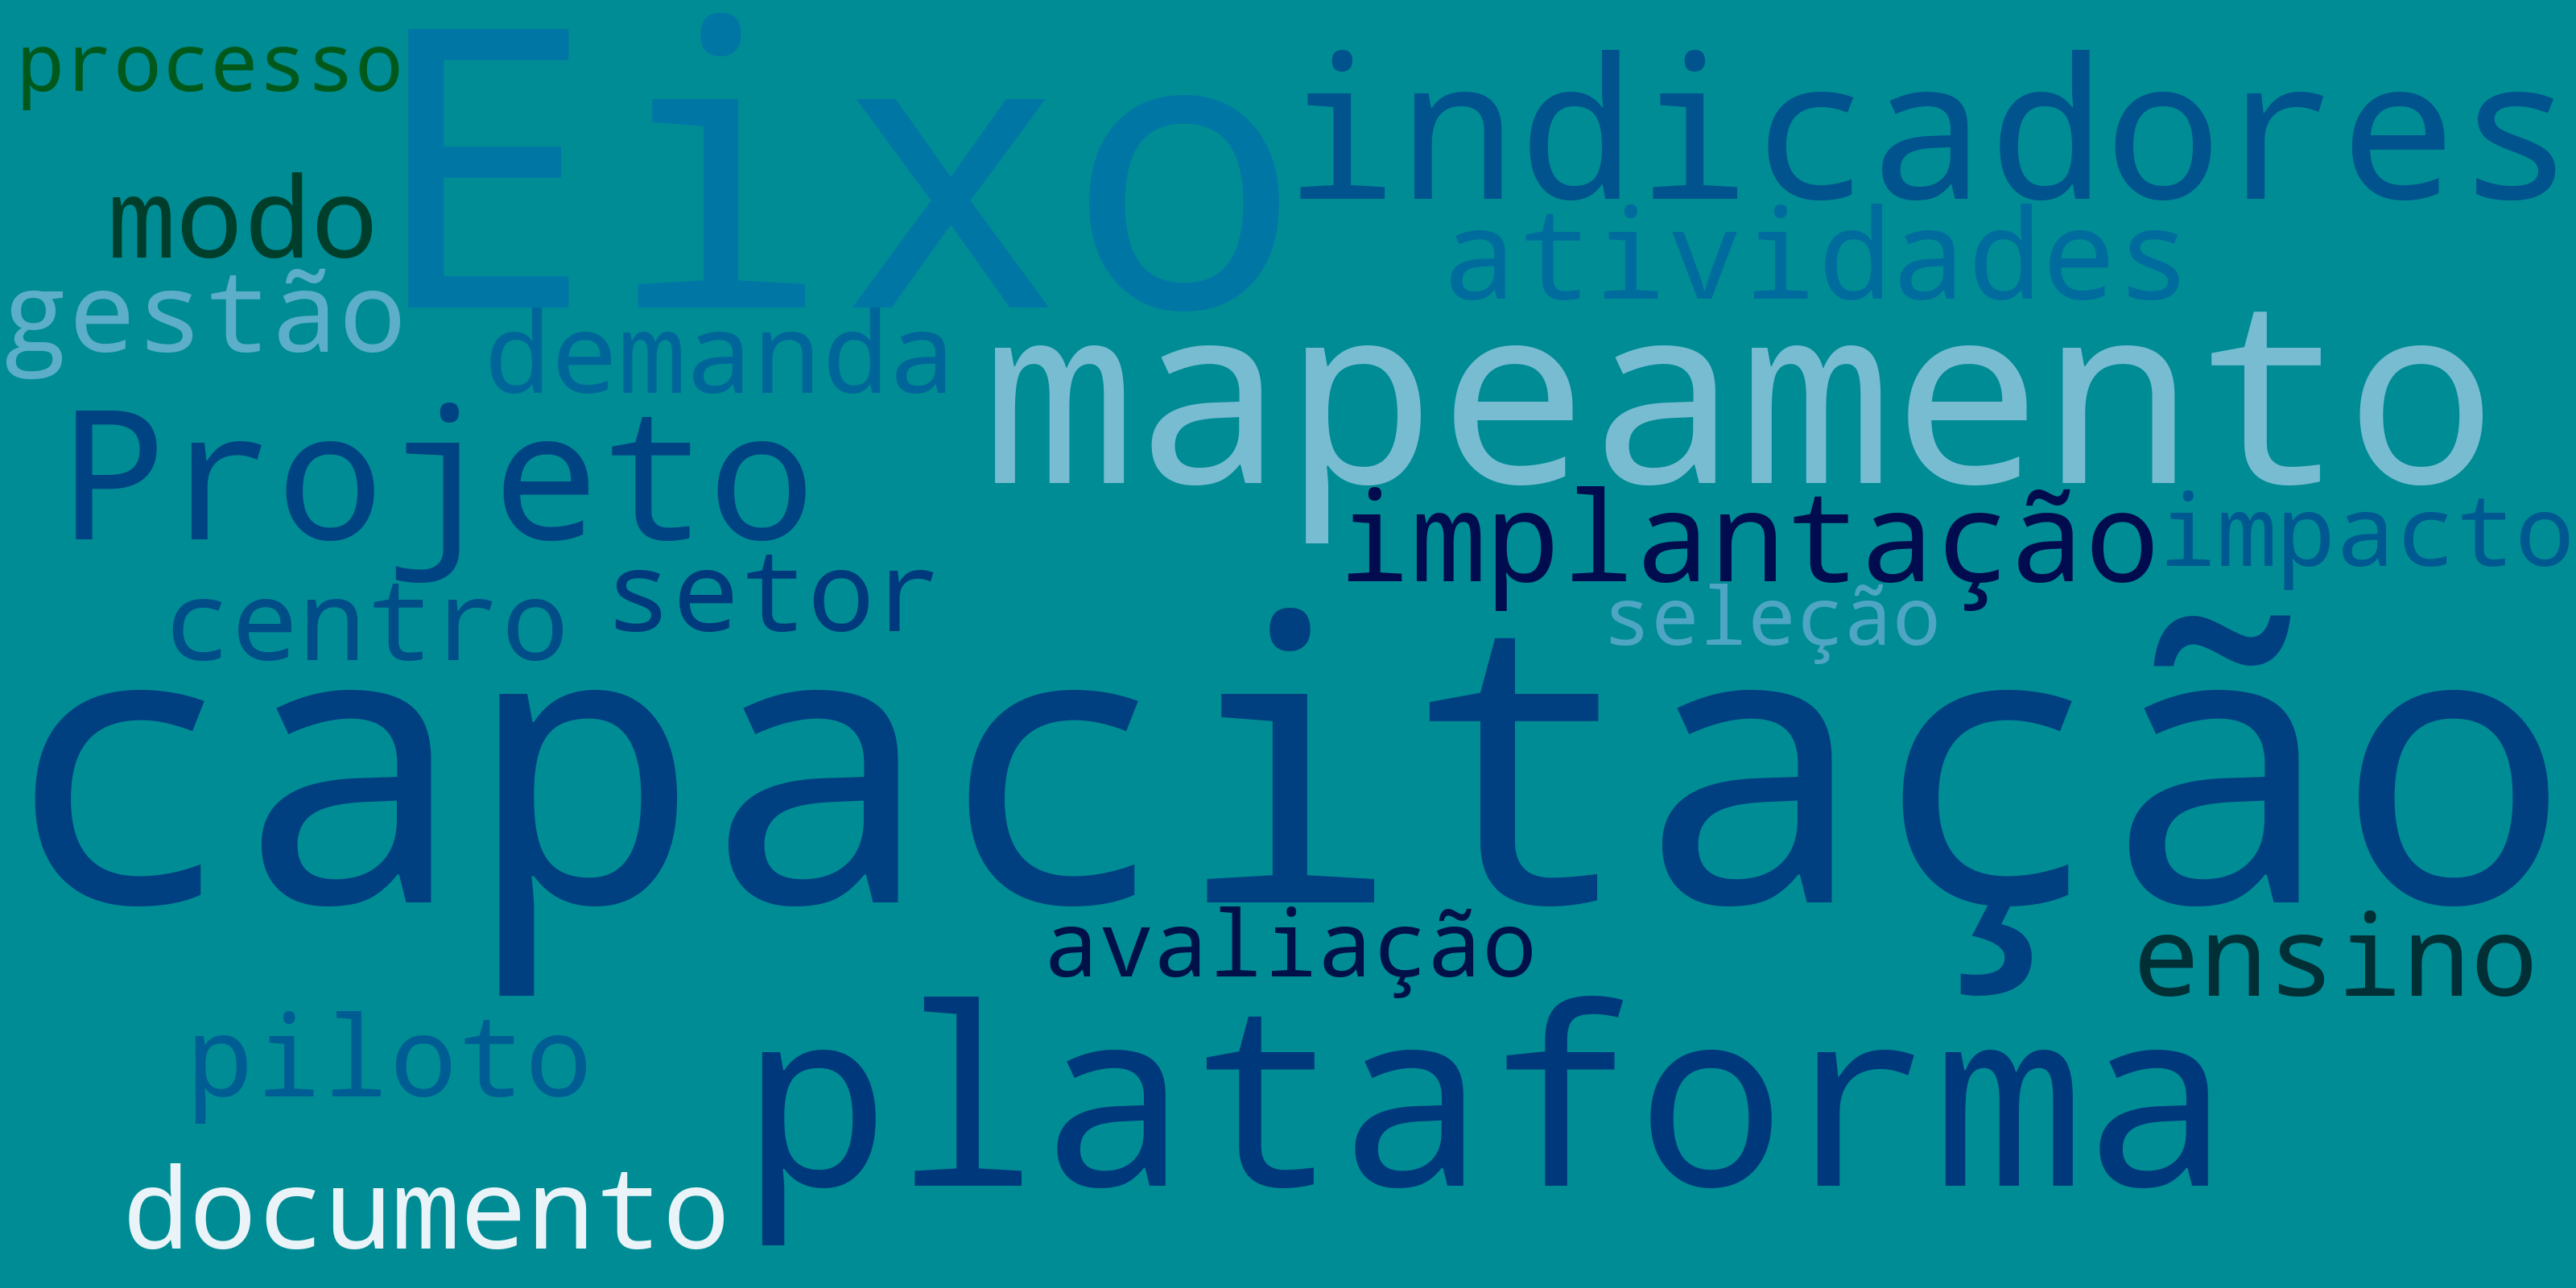 processo
Eixo
indicadores
modo
atividades
gestão
demanda
mapeamento
Projeto
implantação
impacto
setor
centro
seleção
capacitação
avaliação
ensino
piloto
plataforma
documento